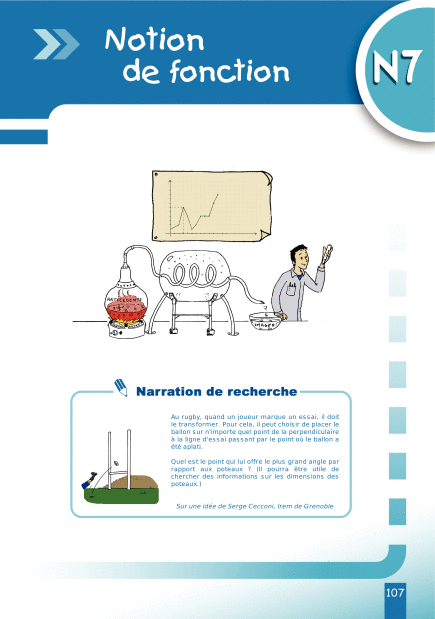 Notion
de fonction
N7
ANTÉCÉDENTS
IMAGES
Narration de recherche
Au rugby, quand un joueur marque un essai, il doit
le transformer. Pour cela, il peut choisir de placer le
ballon sur n'importe quel point de la perpendiculaire
à la ligne d'essai passant par le point où le ballon a
été aplati.
Quel est le point qui lui offre le plus grand angle par
rapport aux poteaux ? (Il pourra être utile de
chercher des informations sur les dimensions des
poteaux.)
Sur une idée de Serge Cecconi, Irem de Grenoble
107